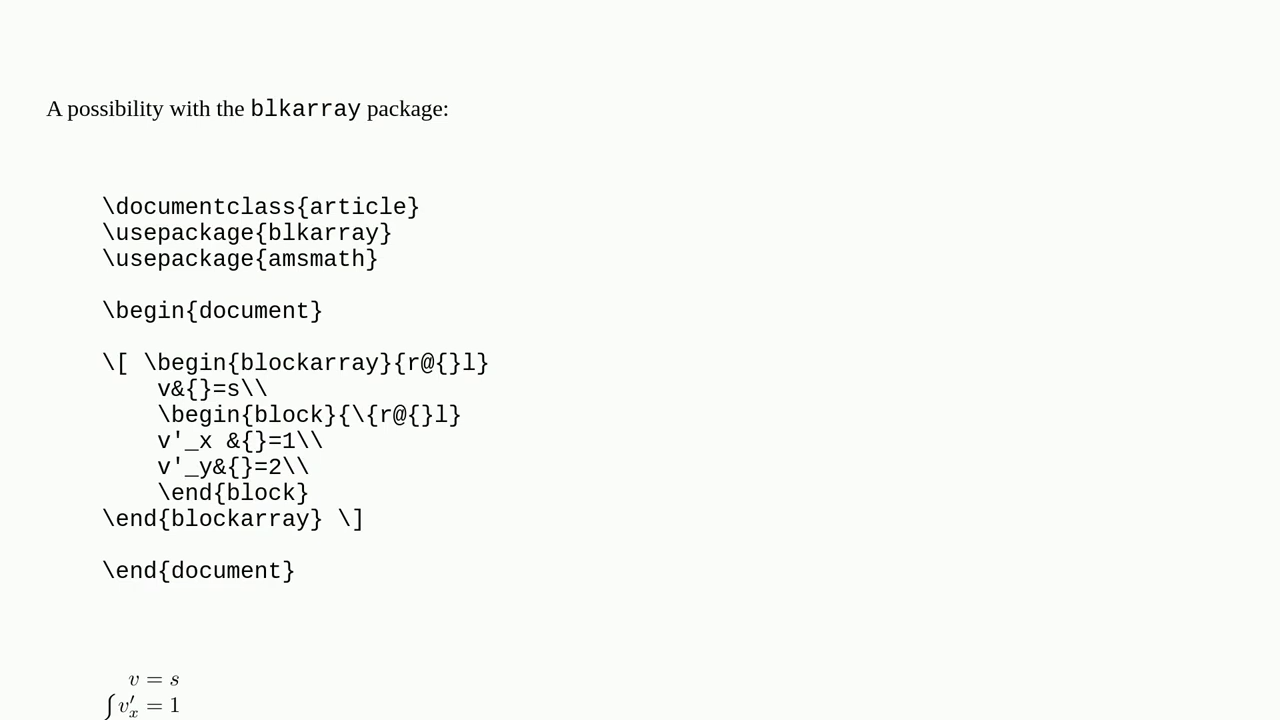 A possibility with the blkarray package:
\documentclass{article}
\usepackage{blkarray}
\usepackage{amsmath}
\begin{document}
\[ \begin{blockarray}{r@{}l}
v&{}=s\\
\begin{block}{\{r@{}l}
v'_x &{}=1\\
v'_y&{}=2\\
\end{block}
\end{blockarray} \]
\end{document}
v = s
v′ₓ = 1